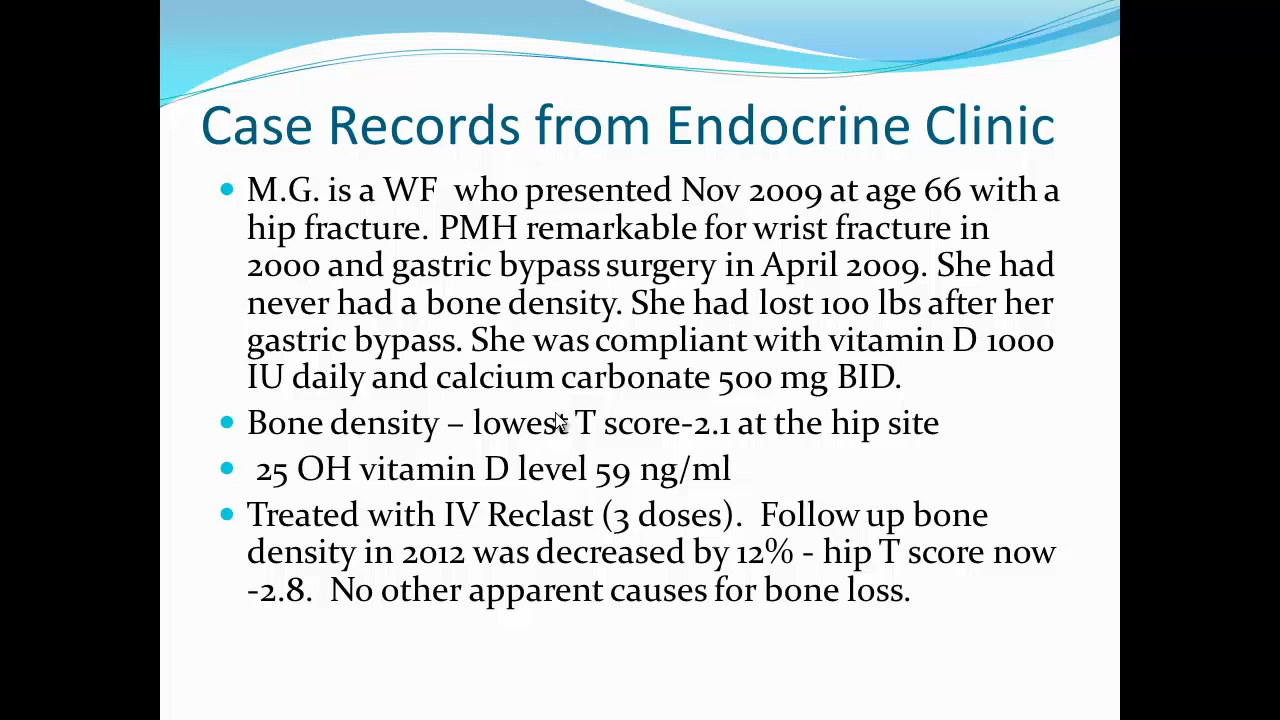 Case Records from Endocrine Clinic
M.G. is a WF who presented Nov 2009 at age 66 with a
hip fracture. PMH remarkable for wrist fracture in
2000 and gastric bypass surgery in April 2009. She had
never had a bone density. She had lost 100 lbs after her
gastric bypass. She was compliant with vitamin D 1000
IU daily and calcium carbonate 500 mg BID.
Bone density – lowest T score-2.1 at the hip site
25 OH vitamin D level 59 ng/ml
Treated with IV Reclast (3 doses). Follow up bone
density in 2012 was decreased by 12% - hip T score now
-2.8. No other apparent causes for bone loss.